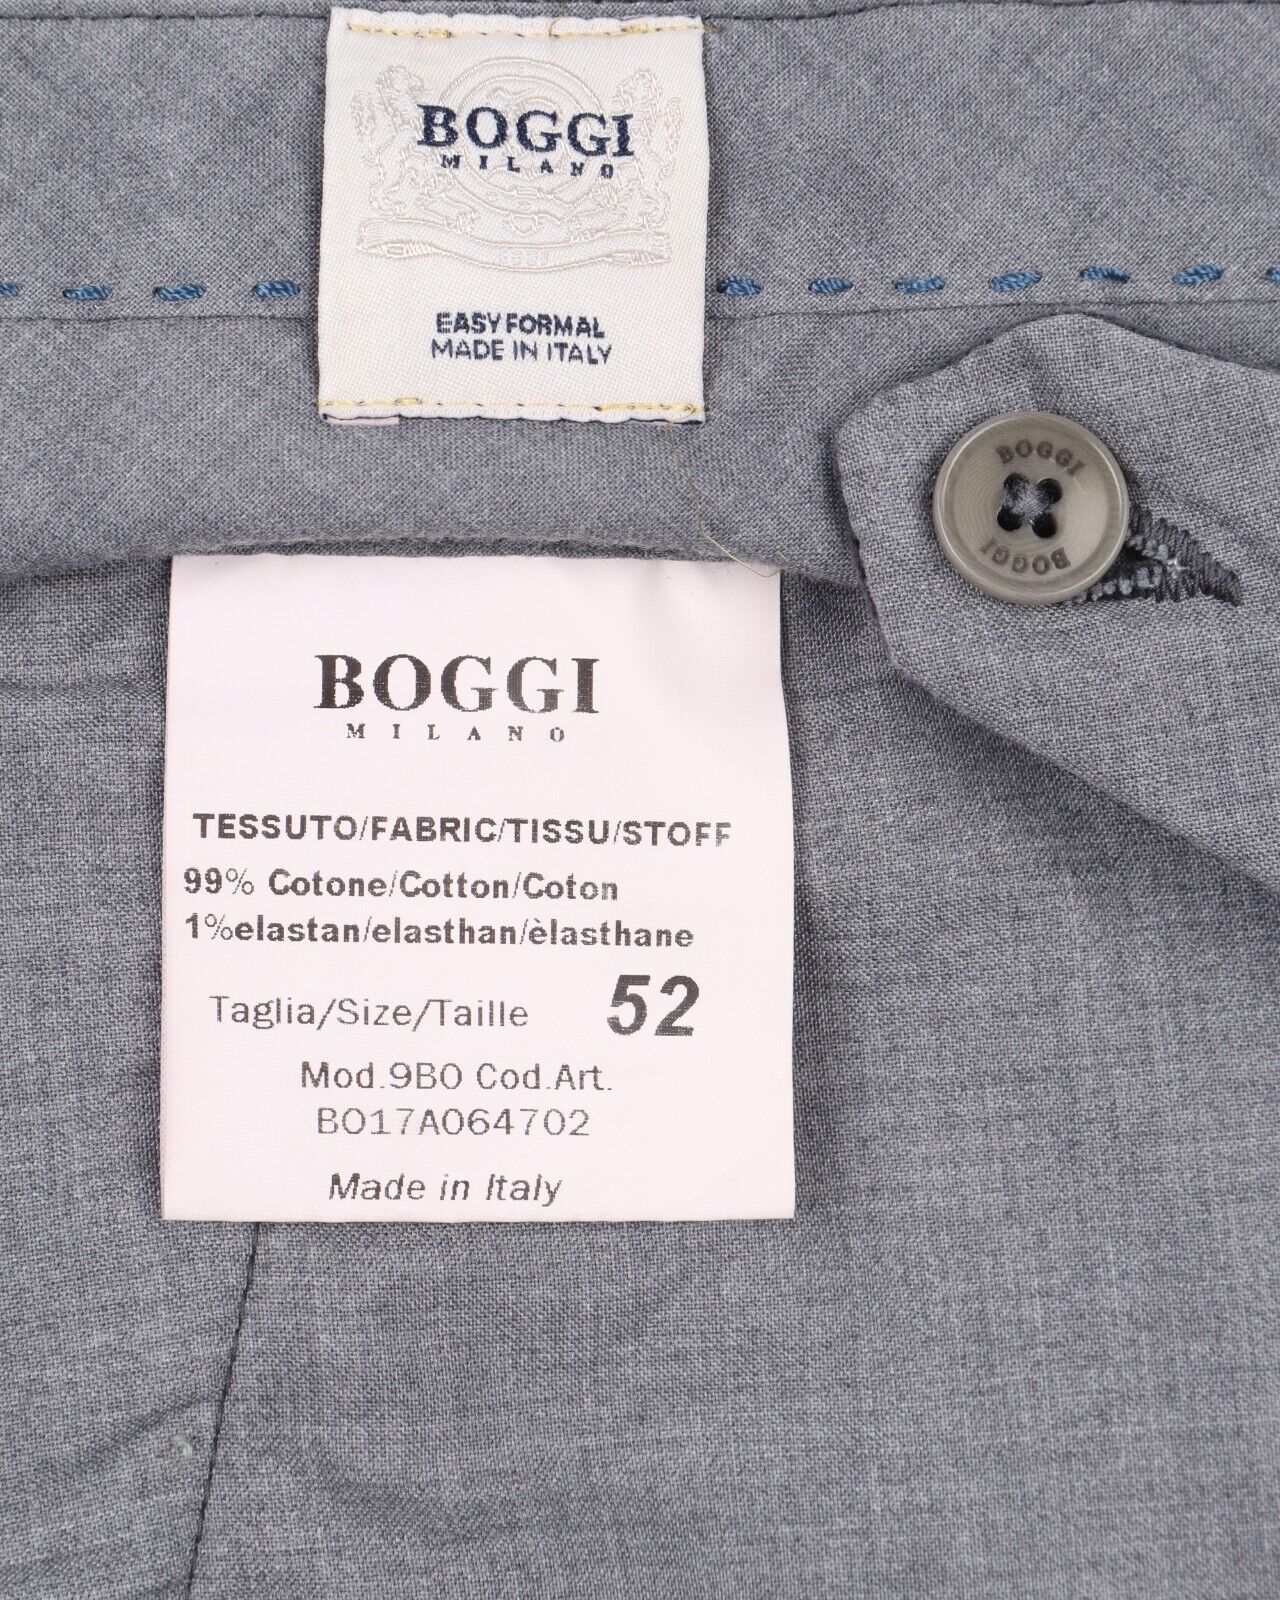 BOGGI
MILANO
EASY FORMAL
MADE IN ITALY
BOGGI
BOGGI
BOGGI
MILANO
TESSUTO/FABRIC/TISSU/STOFF
99% Cotone/Cotton/Coton
1%elastan/elasthan/èlasthane
Taglia/Size/Taille 52
Mod.9B0 Cod.Art.
BO17A064702
Made in Italy